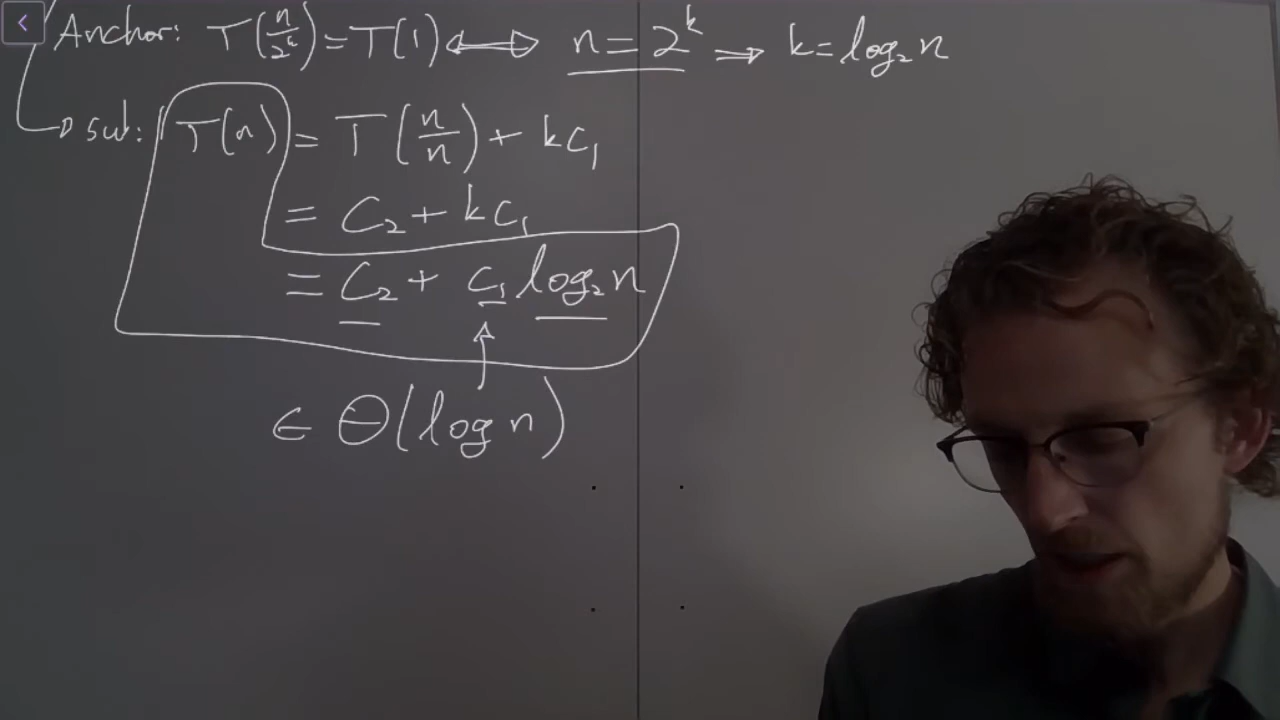 Anchor: T(n/2^k) = T(1) ⟺ n = 2^k ⇒ k = log₂ n
sub: T(n) = T(n/n) + kc₁
= C₂ + kc₁
= C₂ + c₁ log₂ n
∈ Θ(log n)